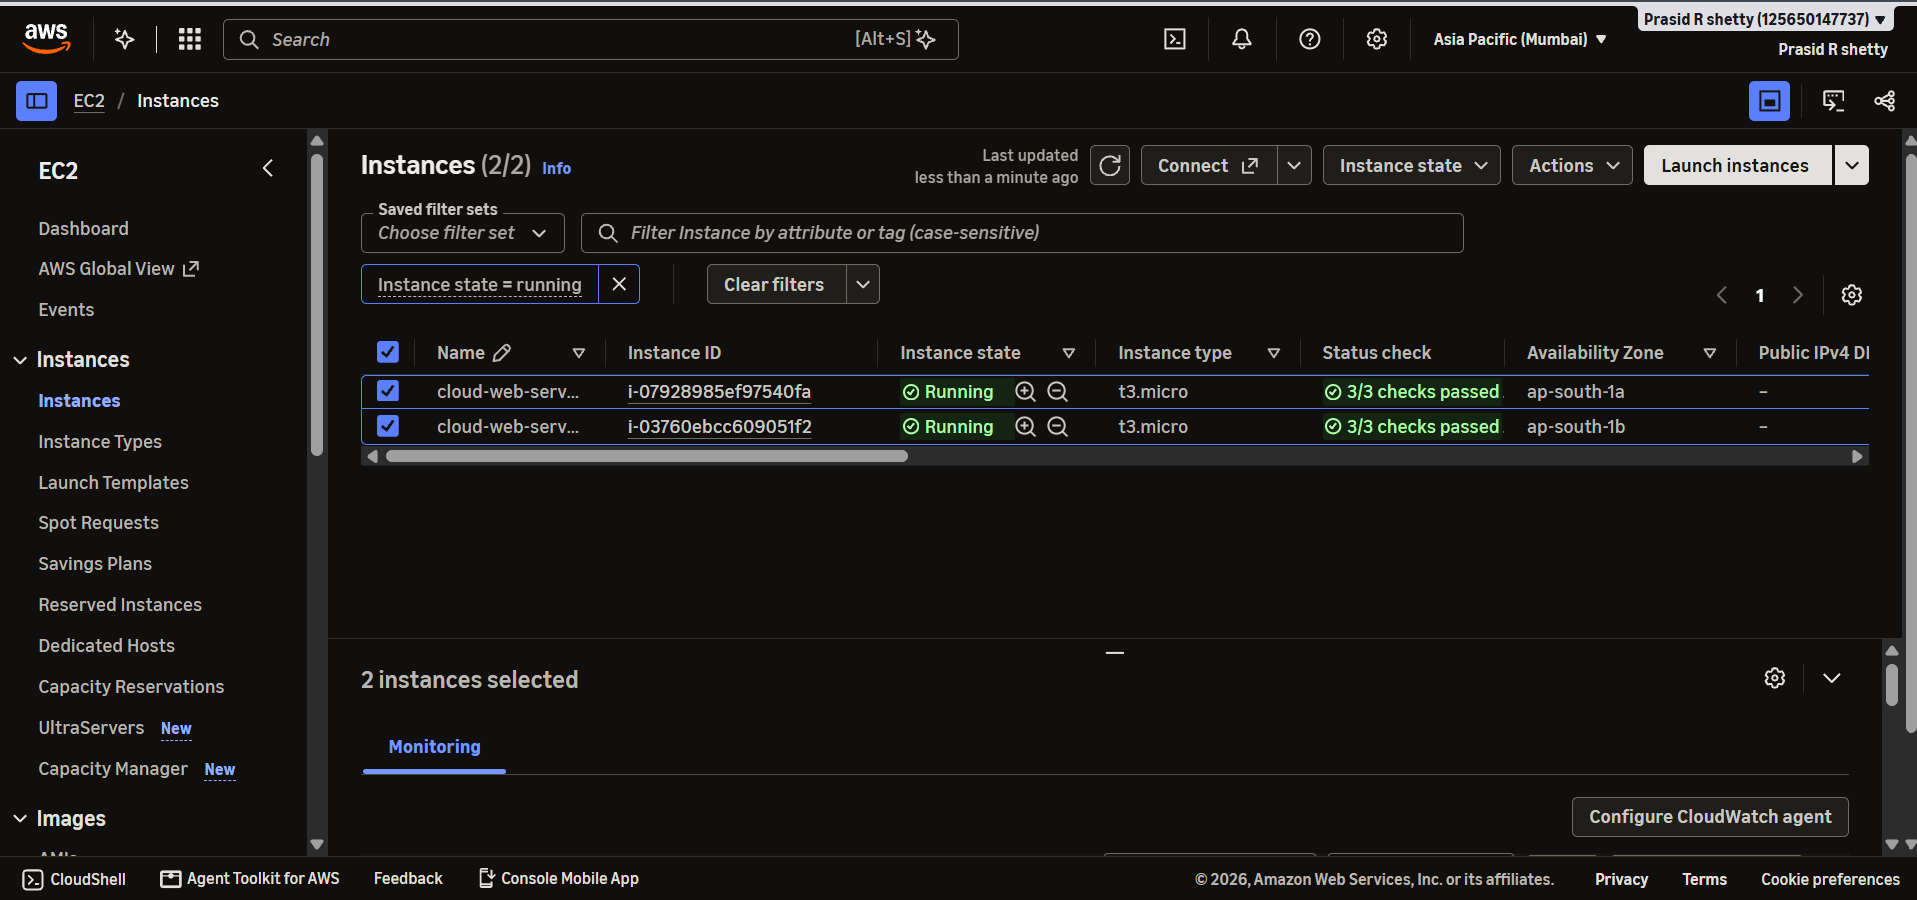 aws
Search
[Alt+S]
Asia Pacific (Mumbai)
Prasid R shetty (125650147737)
Prasid R shetty
EC2 / Instances
EC2
Dashboard
AWS Global View
Events
Instances
Instances
Instance Types
Launch Templates
Spot Requests
Savings Plans
Reserved Instances
Dedicated Hosts
Capacity Reservations
UltraServers New
Capacity Manager New
Images
Instances (2/2) Info
Last updated
less than a minute ago
Connect
Instance state
Actions
Launch instances
Saved filter sets
Choose filter set
Filter Instance by attribute or tag (case-sensitive)
Instance state = running
Clear filters
1
Name Instance ID Instance state Instance type Status check Availability Zone Public IPv4 D
cloud-web-serv... i-07928985ef97540fa Running t3.micro 3/3 checks passed ap-south-1a –
cloud-web-serv... i-03760ebcc609051f2 Running t3.micro 3/3 checks passed ap-south-1b –
2 instances selected
Monitoring
Configure CloudWatch agent
CloudShell Agent Toolkit for AWS Feedback Console Mobile App © 2026, Amazon Web Services, Inc. or its affiliates. Privacy Terms Cookie preferences